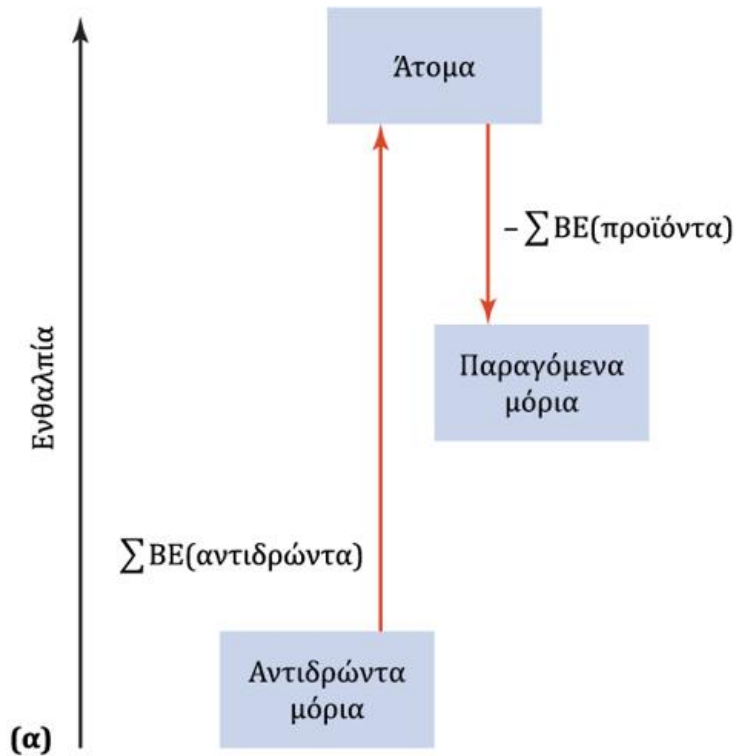 Άτομα
– ∑ BE(προϊόντα)
Παραγόμενα
μόρια
Ενθαλπία
∑ BE(αντιδρώντα)
Αντιδρώντα
μόρια
(α)